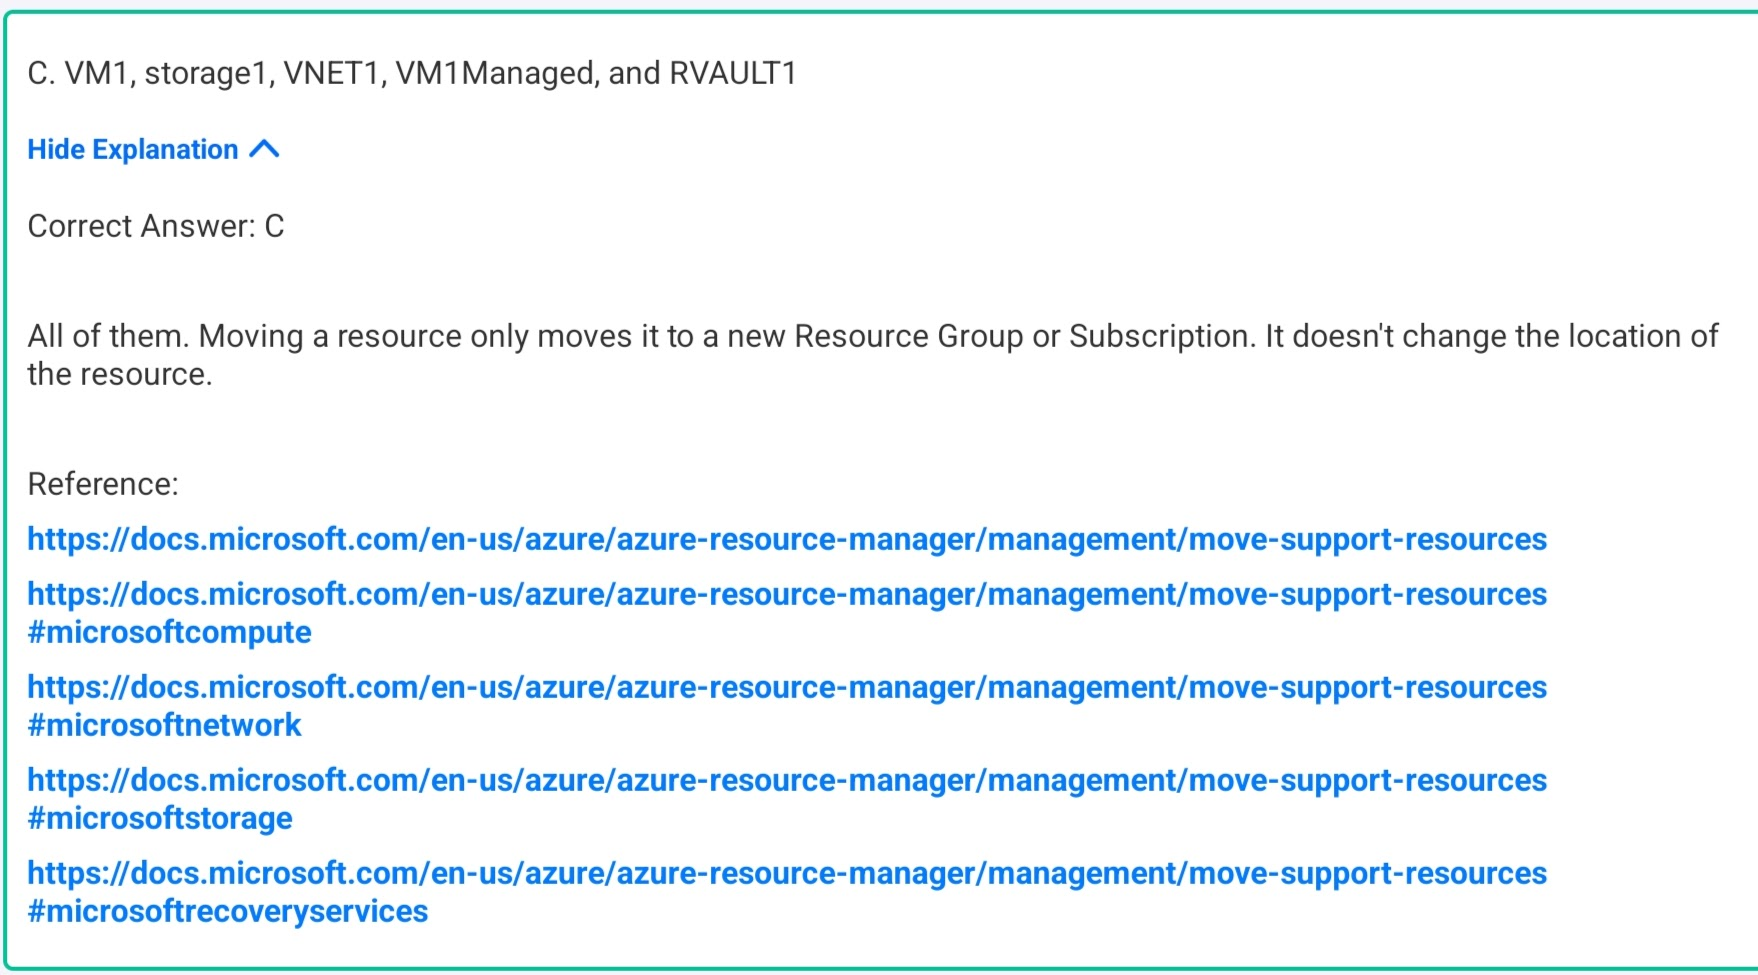 C. VM1, storage1, VNET1, VM1Managed, and RVAULT1
Hide Explanation
Correct Answer: C
All of them. Moving a resource only moves it to a new Resource Group or Subscription. It doesn't change the location of
the resource.
Reference:
https://docs.microsoft.com/en-us/azure/azure-resource-manager/management/move-support-resources
https://docs.microsoft.com/en-us/azure/azure-resource-manager/management/move-support-resources
#microsoftcompute
https://docs.microsoft.com/en-us/azure/azure-resource-manager/management/move-support-resources
#microsoftnetwork
https://docs.microsoft.com/en-us/azure/azure-resource-manager/management/move-support-resources
#microsoftstorage
https://docs.microsoft.com/en-us/azure/azure-resource-manager/management/move-support-resources
#microsoftrecoveryservices